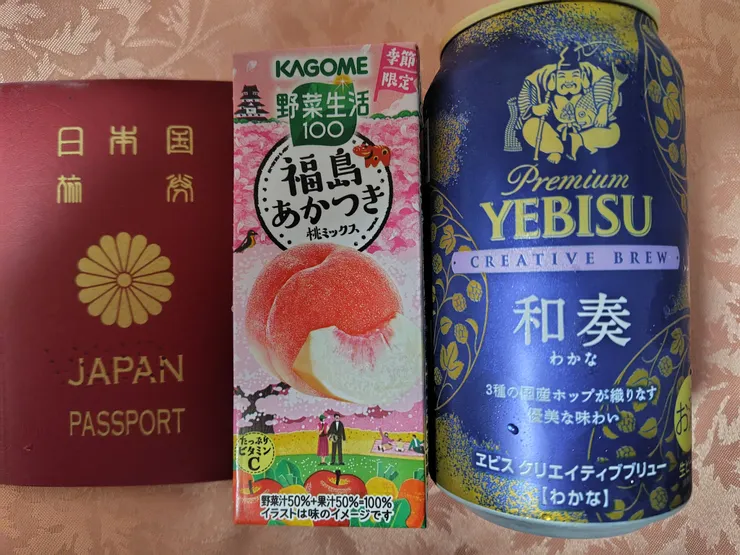 日本国
旅券
JAPAN
PASSPORT
KAGOME
季節
限定
野菜生活
100
福島
あかつき
桃ミックス
たっぷり
ビタミン
C
野菜汁50%+果汁50%=100%
イラストは味のイメージです
Premium
YEBISU
CREATIVE BREW
和奏
わかな
3種の国産ホップが織りなす
優美な味わい
ヱビス クリエイティブブリュー
【わかな】
お